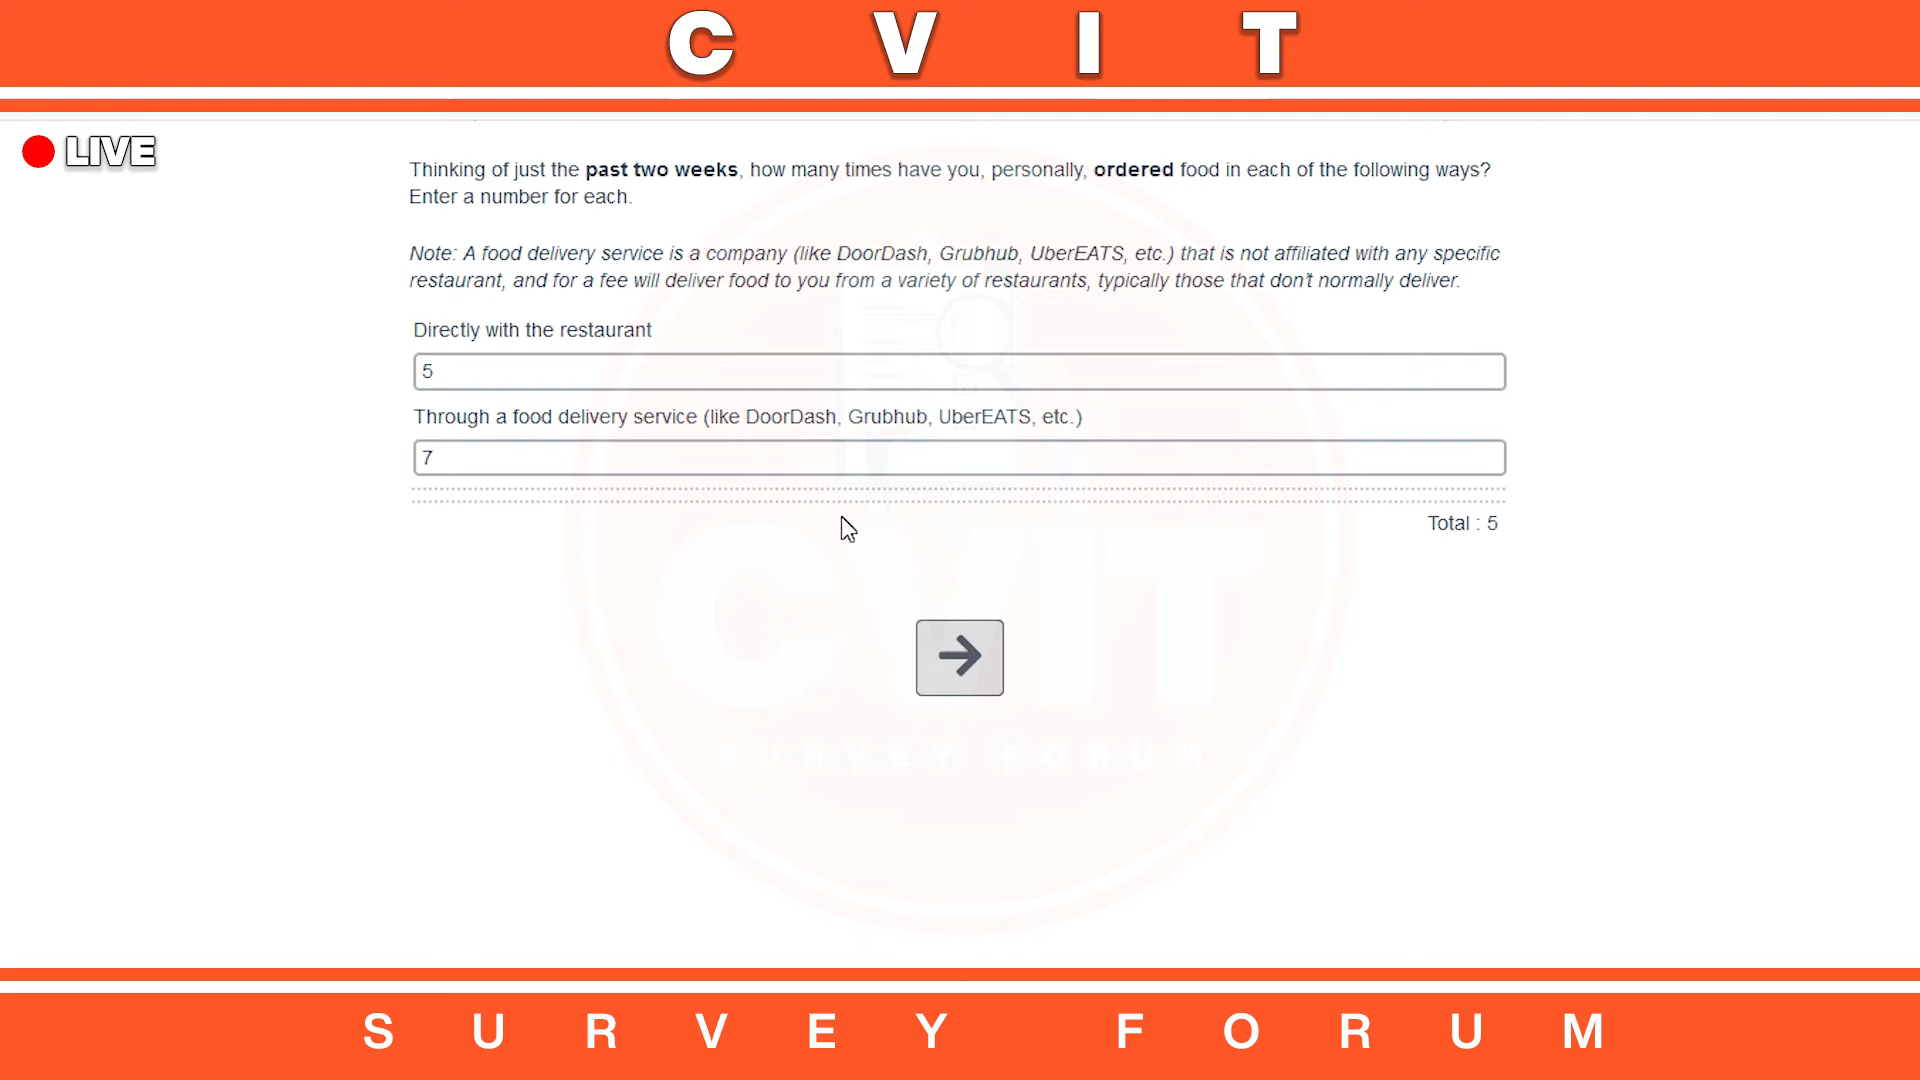 C V I T
LIVE
Thinking of just the past two weeks, how many times have you, personally, ordered food in each of the following ways?
Enter a number for each.
Note: A food delivery service is a company (like DoorDash, Grubhub, UberEATS, etc.) that is not affiliated with any specific
restaurant, and for a fee will deliver food to you from a variety of restaurants, typically those that don't normally deliver.
Directly with the restaurant
5
Through a food delivery service (like DoorDash, Grubhub, UberEATS, etc.)
7
Total : 5
CVIT
SURVEY FORUM
S U R V E Y F O R U M